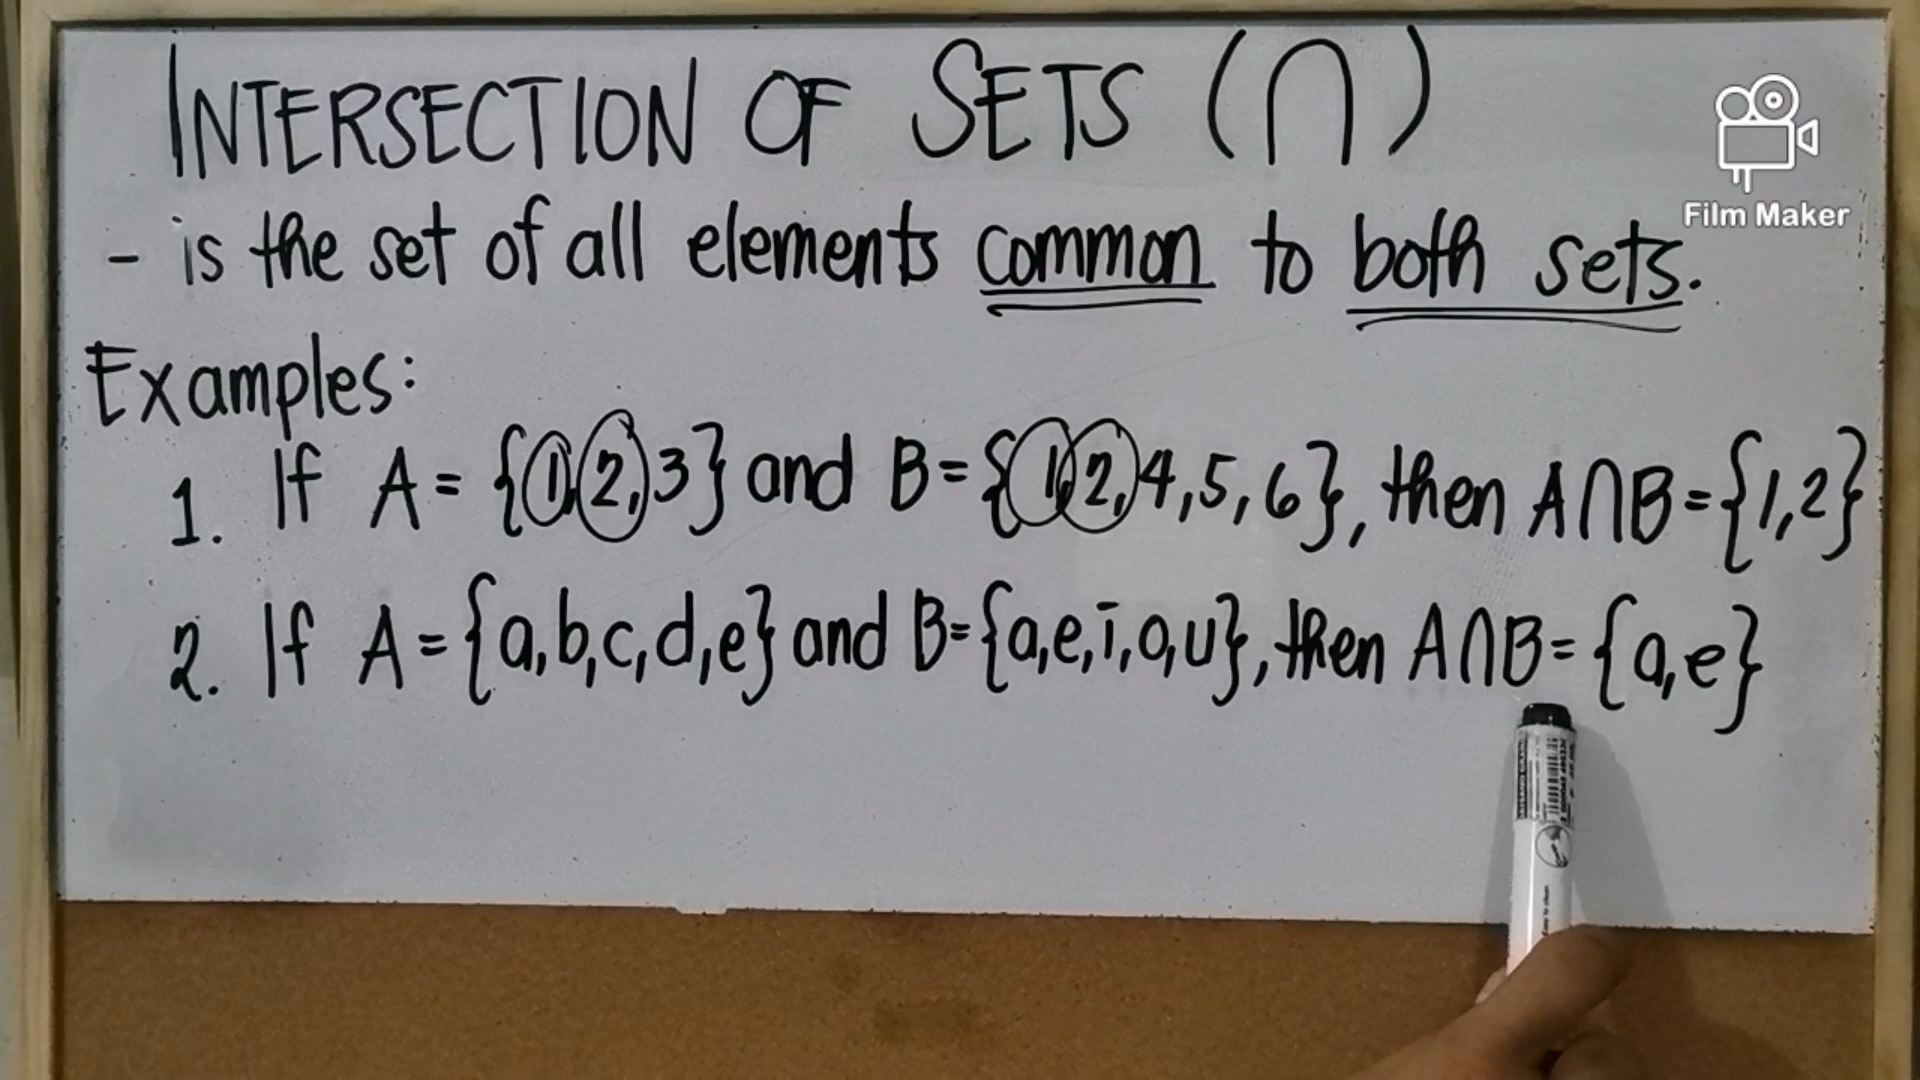 INTERSECTION OF SETS (∩)
Film Maker
- is the set of all elements common to both sets.
Examples:
1. If A = {1,2,3} and B = {1,2,4,5,6}, then A∩B = {1,2}
2. If A = {a,b,c,d,e} and B = {a,e,i,o,u}, then A∩B = {a,e}